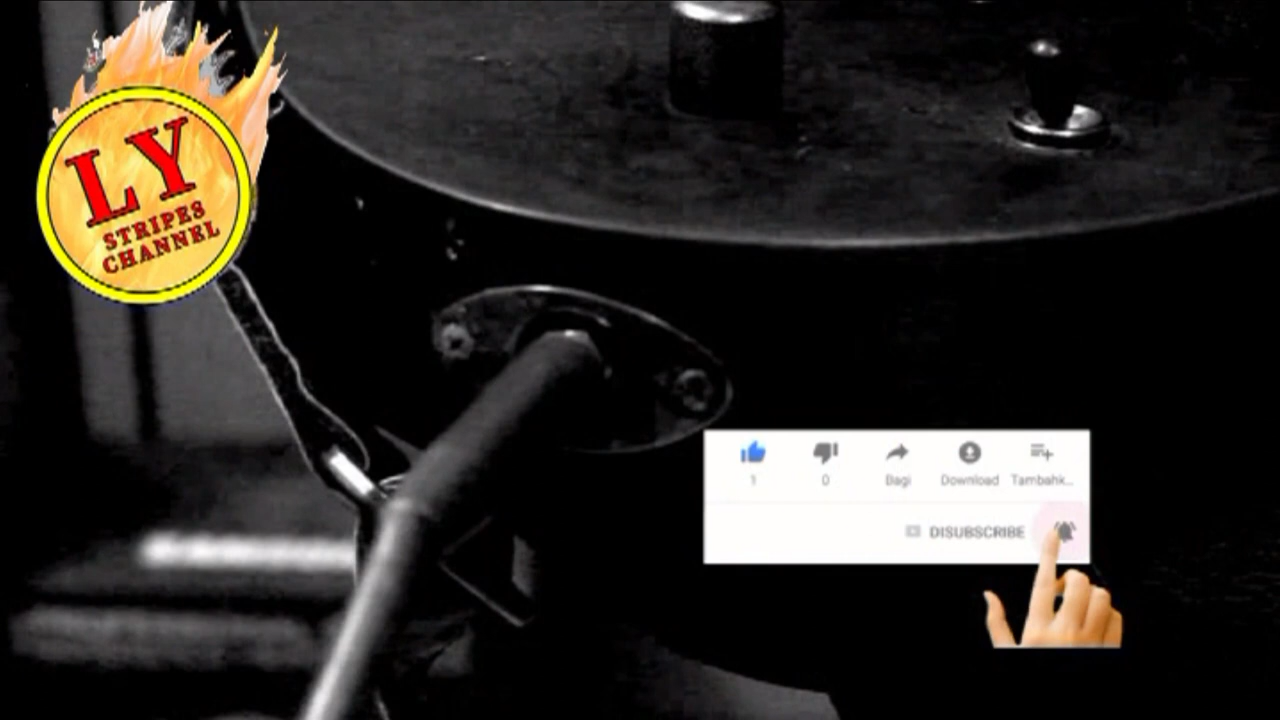 LY
STRIPES
CHANNEL
1
0
Bagi
Download
Tambahk...
DISUBSCRIBE